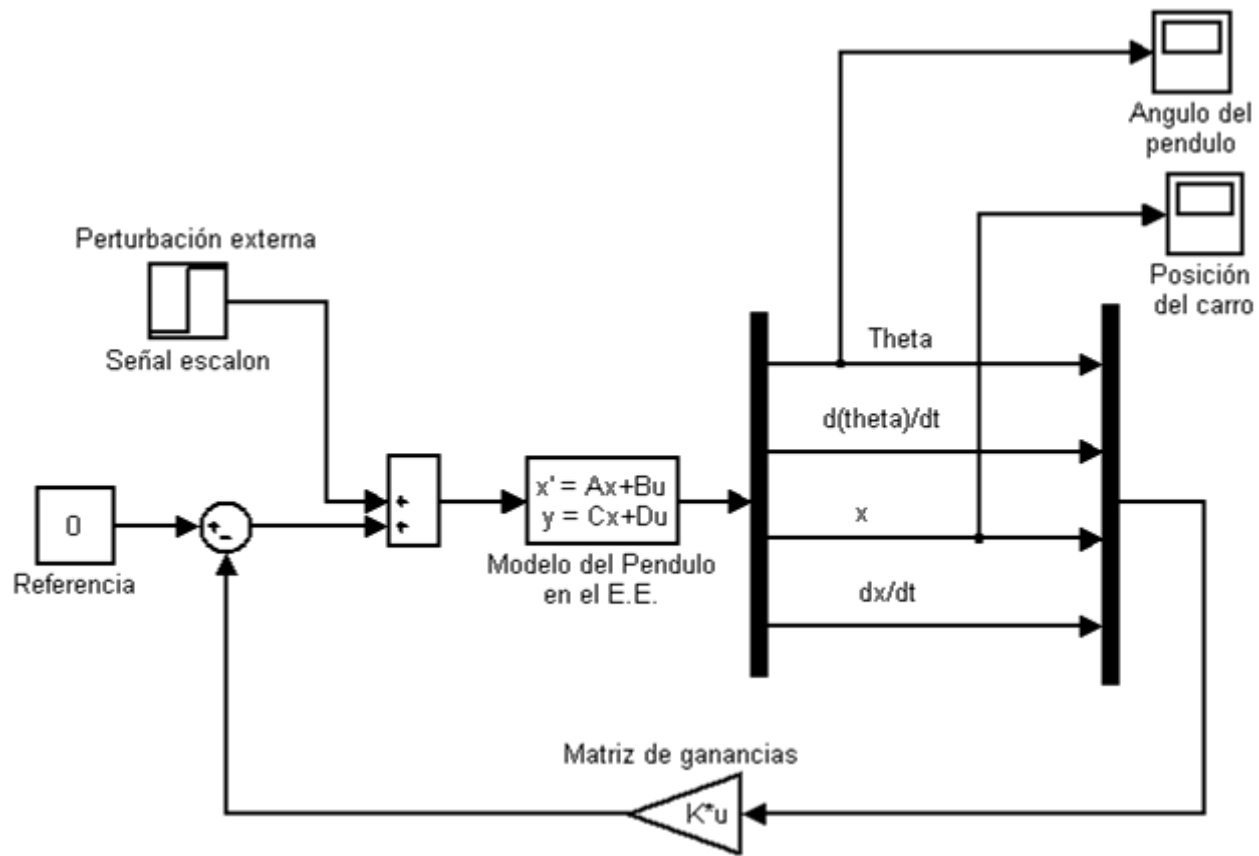 Angulo del
pendulo
Perturbación externa
Señal escalon
Posición
del carro
Theta
d(theta)/dt
x
dx/dt
+
+
x' = Ax+Bu
y = Cx+Du
Modelo del Pendulo
en el E.E.
0
Referencia
+
-
Matriz de ganancias
K*u